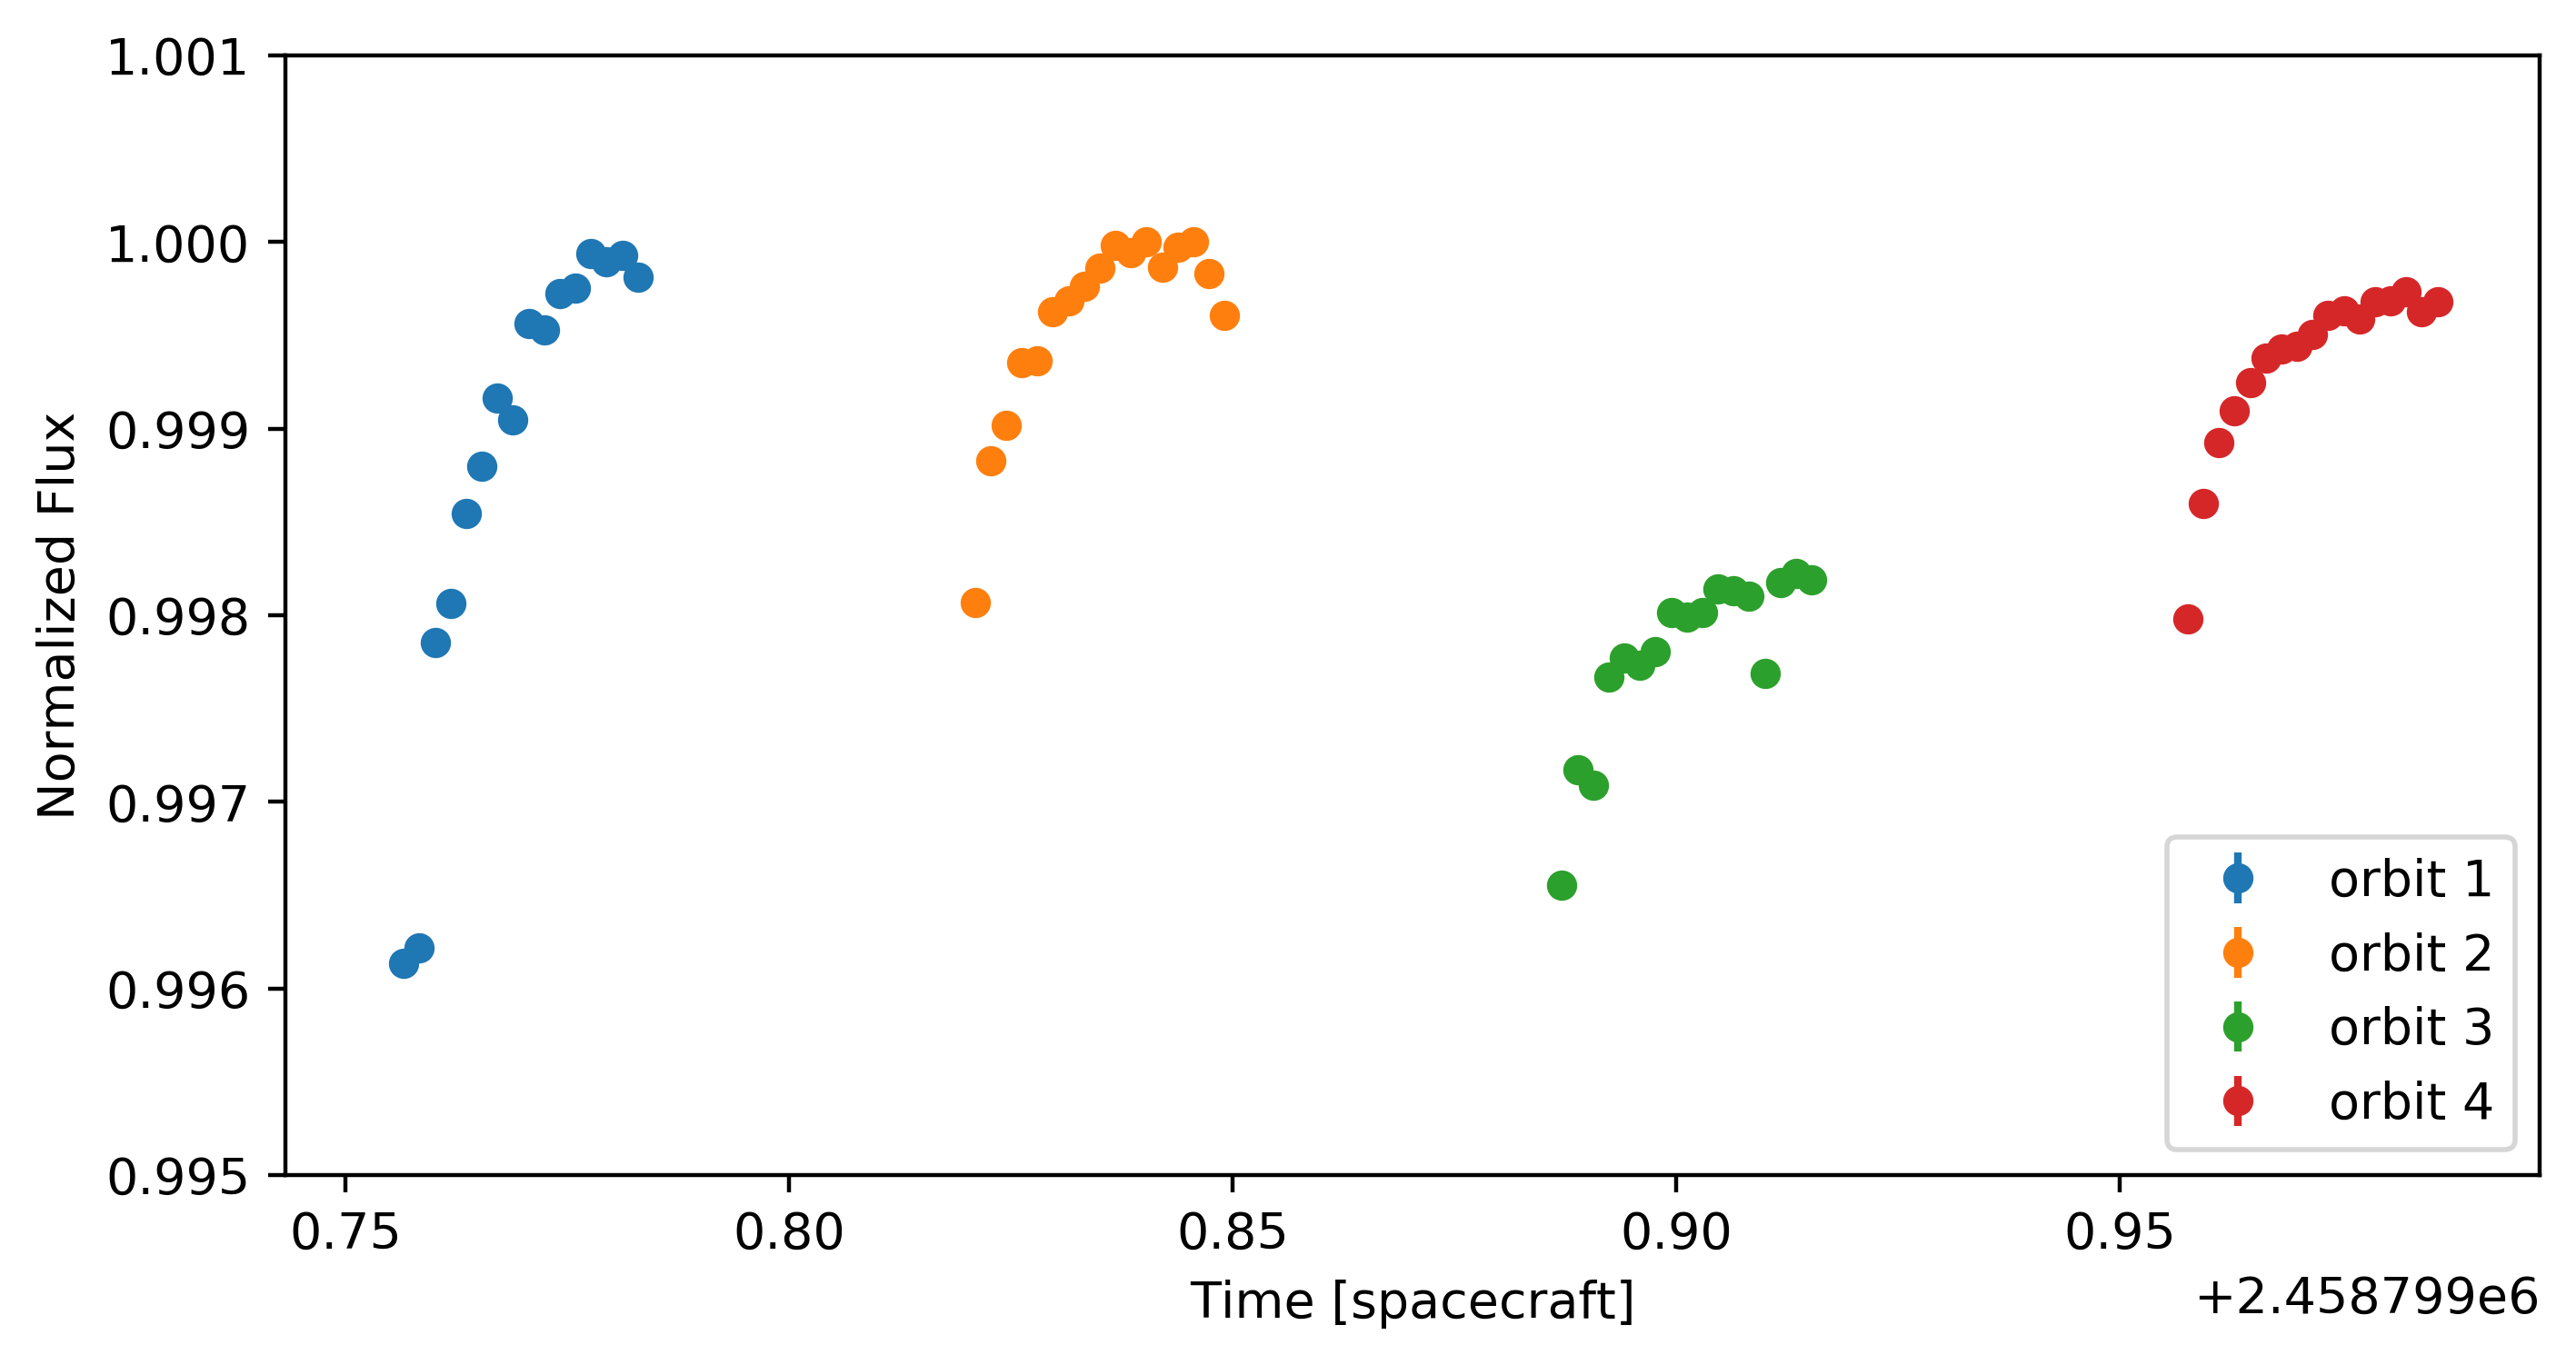 1.001
1.000
0.999
0.998
0.997
0.996
0.995
Normalized Flux
0.75 0.80 0.85 0.90 0.95
Time [spacecraft]
+2.458799e6
orbit 1
orbit 2
orbit 3
orbit 4